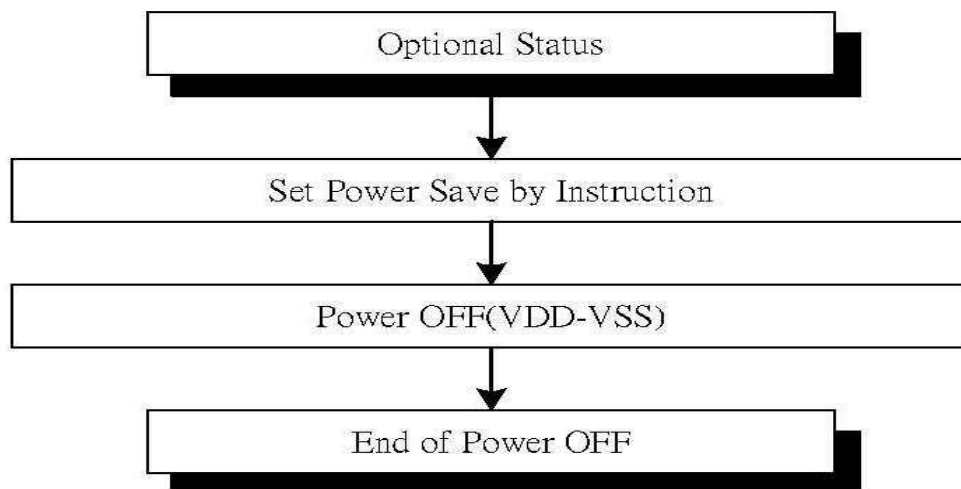 Optional Status
Set Power Save by Instruction
Power OFF(VDD-VSS)
End of Power OFF